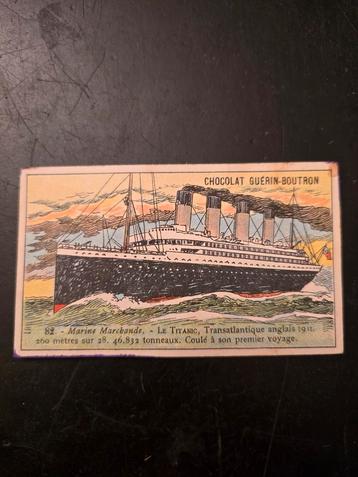 CHOCOLAT GUÉRIN-BOUTRON
82. - Marine Marchande. - LE TITANIC, Transatlantique anglais 1911.
260 mètres sur 28. 46.832 tonneaux. Coulé à son premier voyage.